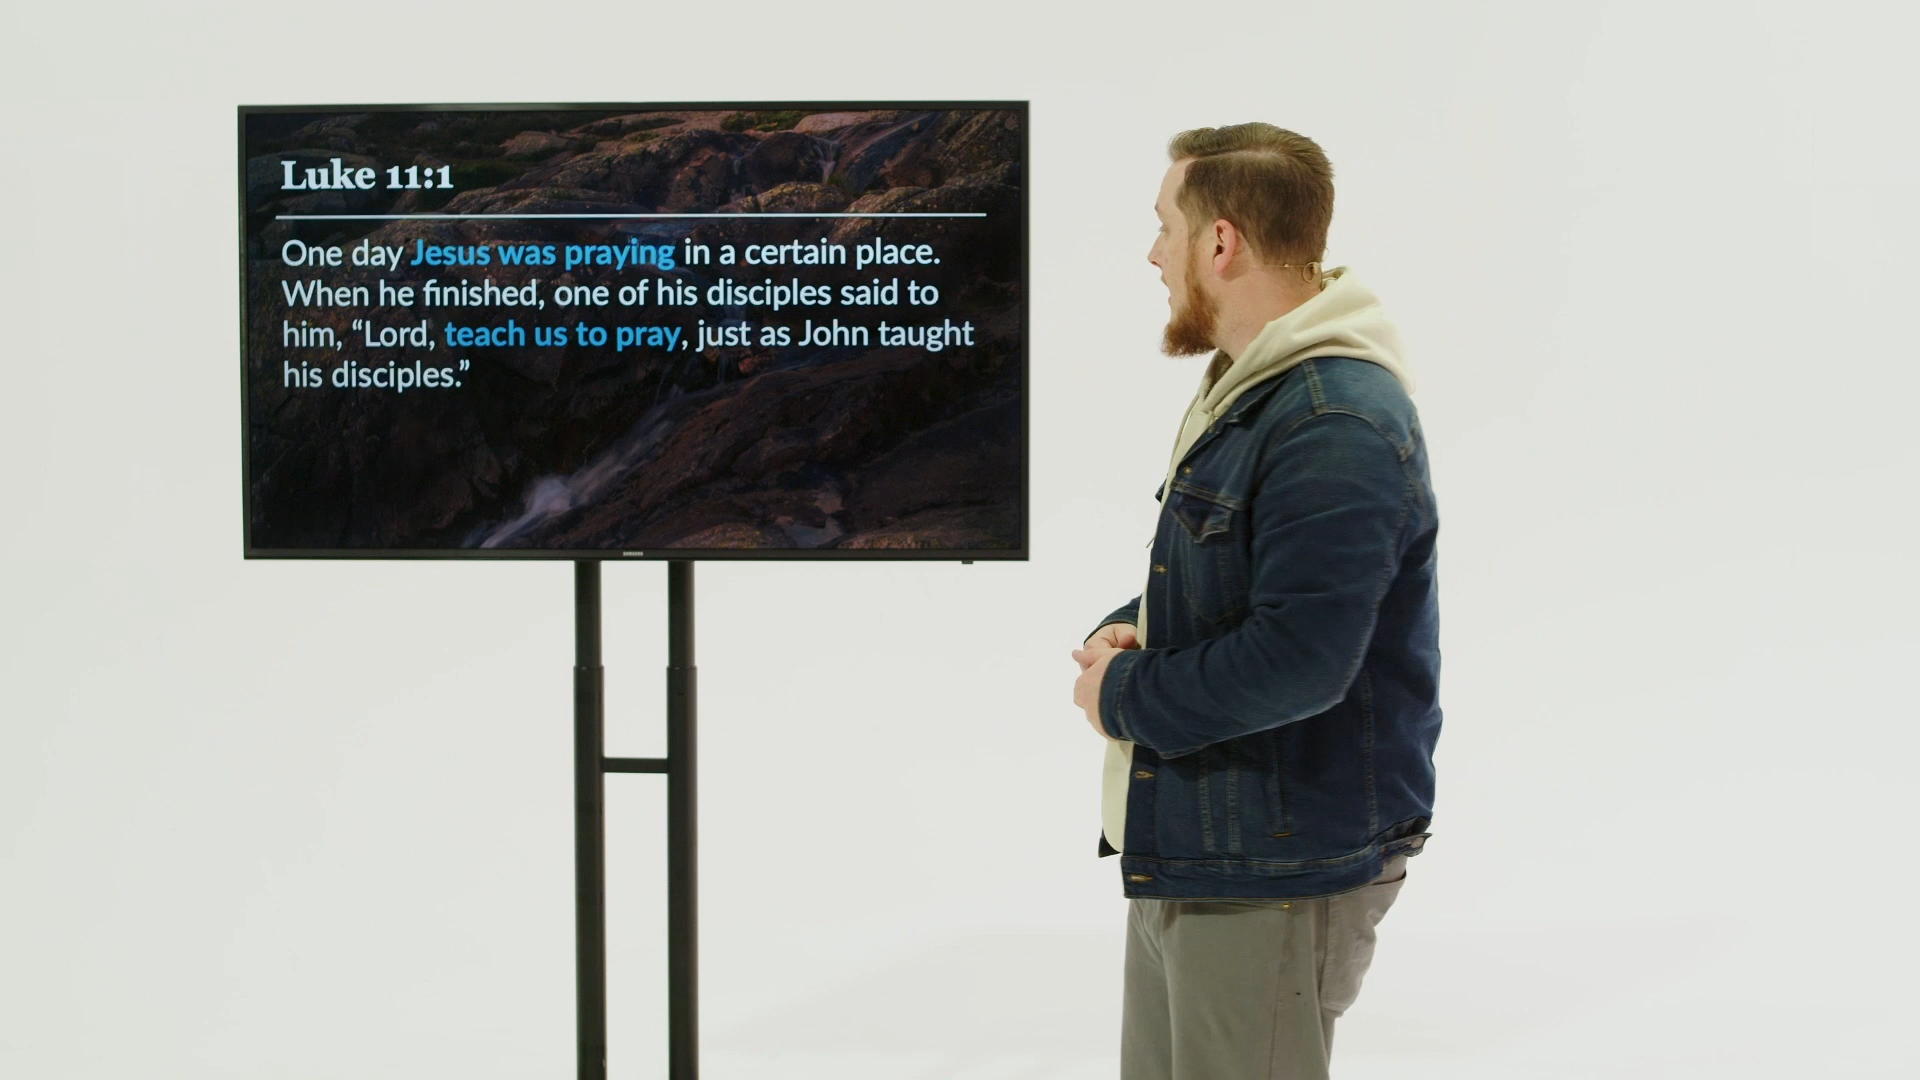 Luke 11:1
One day Jesus was praying in a certain place.
When he finished, one of his disciples said to
him, “Lord, teach us to pray, just as John taught
his disciples.”
SAMSUNG